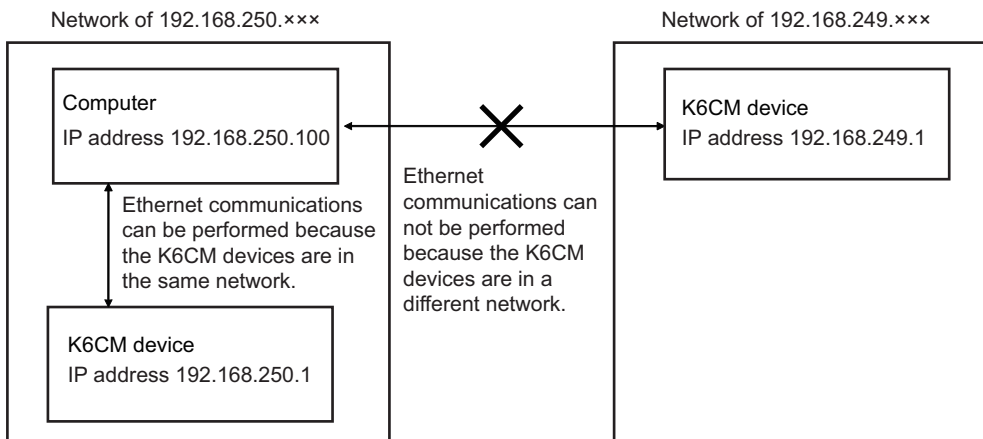 Network of 192.168.250.×××
Computer
IP address 192.168.250.100
Ethernet communications
can be performed because
the K6CM devices are in
the same network.
K6CM device
IP address 192.168.250.1
Ethernet
communications can
not be performed
because the K6CM
devices are in a
different network.
Network of 192.168.249.×××
K6CM device
IP address 192.168.249.1